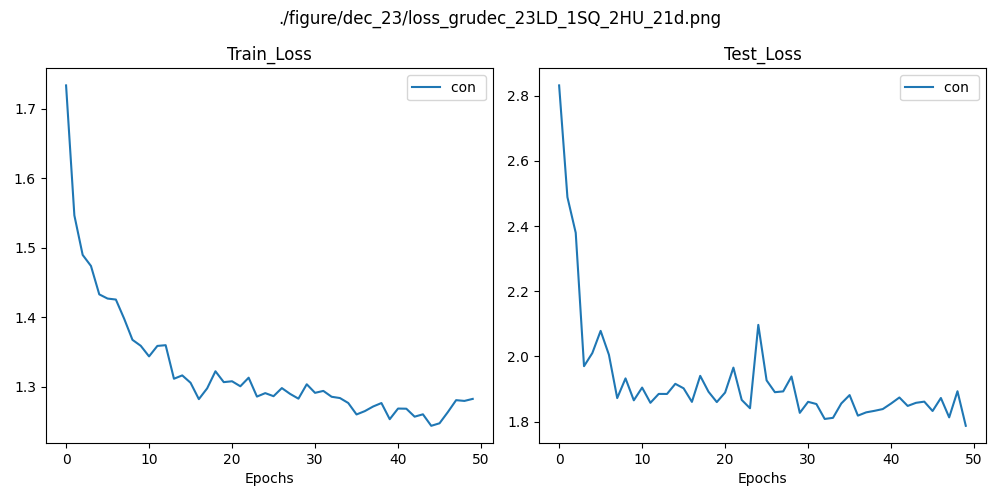 ./figure/dec_23/loss_grudec_23LD_1SQ_2HU_21d.png
Train_Loss
con
1.7
1.6
1.5
1.4
1.3
0 10 20 30 40 50
Epochs
Test_Loss
con
2.8
2.6
2.4
2.2
2.0
1.8
0 10 20 30 40 50
Epochs